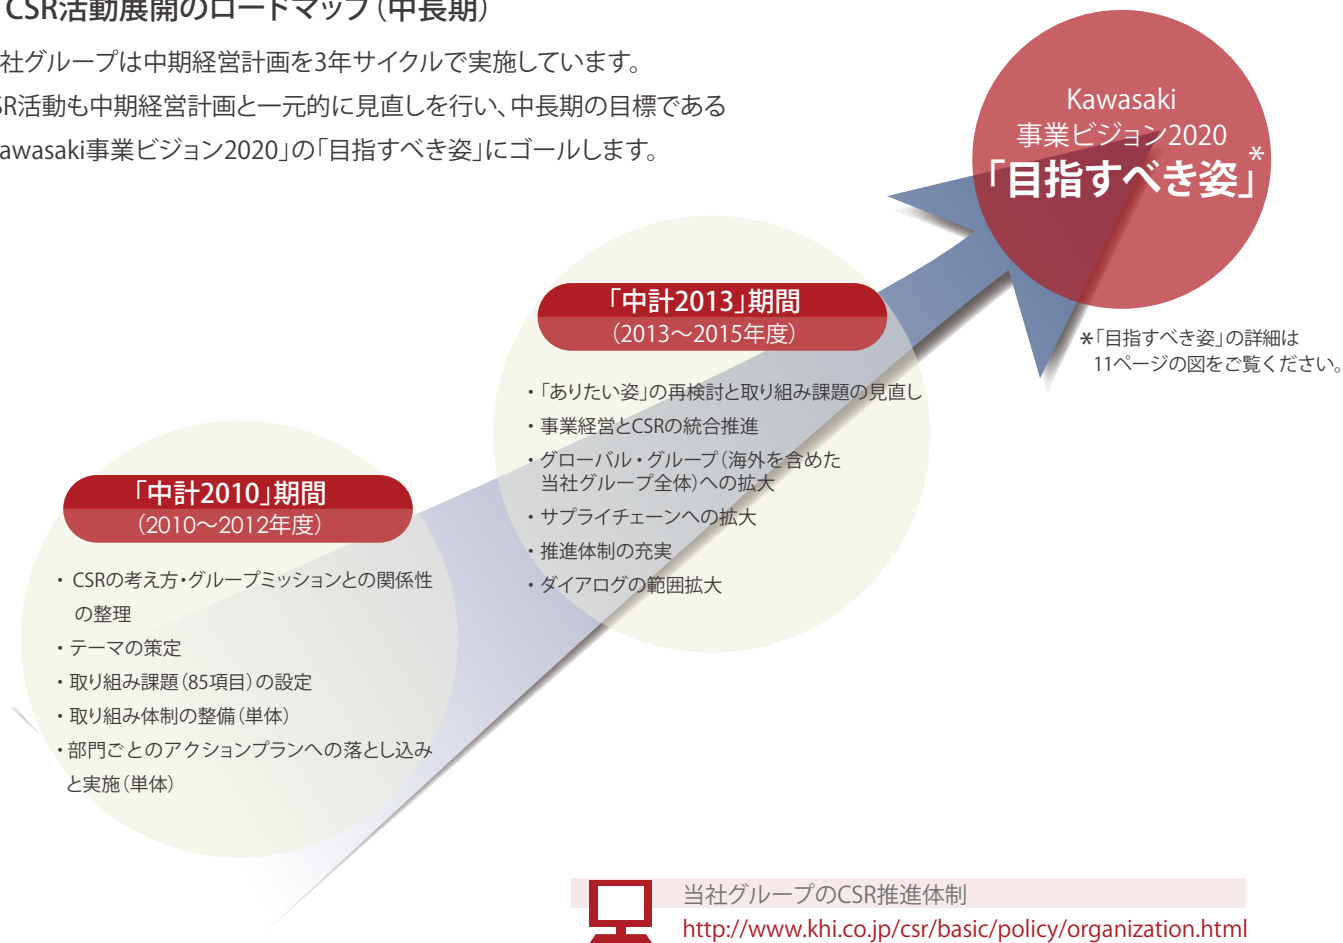 CSR活動展開のロードマップ（中長期）
社グループは中期経営計画を3年サイクルで実施しています。
SR活動も中期経営計画と一元的に見直しを行い、中長期の目標である
awasaki事業ビジョン2020」の「目指すべき姿」にゴールします。
Kawasaki
事業ビジョン2020
「目指すべき姿」*
*「目指すべき姿」の詳細は
11ページの図をご覧ください。
「中計2013」期間
（2013～2015年度）
・「ありたい姿」の再検討と取り組み課題の見直し
・事業経営とCSRの統合推進
・グローバル・グループ（海外を含めた
当社グループ全体）への拡大
・サプライチェーンへの拡大
・推進体制の充実
・ダイアログの範囲拡大
「中計2010」期間
（2010～2012年度）
・CSRの考え方・グループミッションとの関係性
の整理
・テーマの策定
・取り組み課題（85項目）の設定
・取り組み体制の整備（単体）
・部門ごとのアクションプランへの落とし込み
と実施（単体）
当社グループのCSR推進体制
http://www.khi.co.jp/csr/basic/policy/organization.html